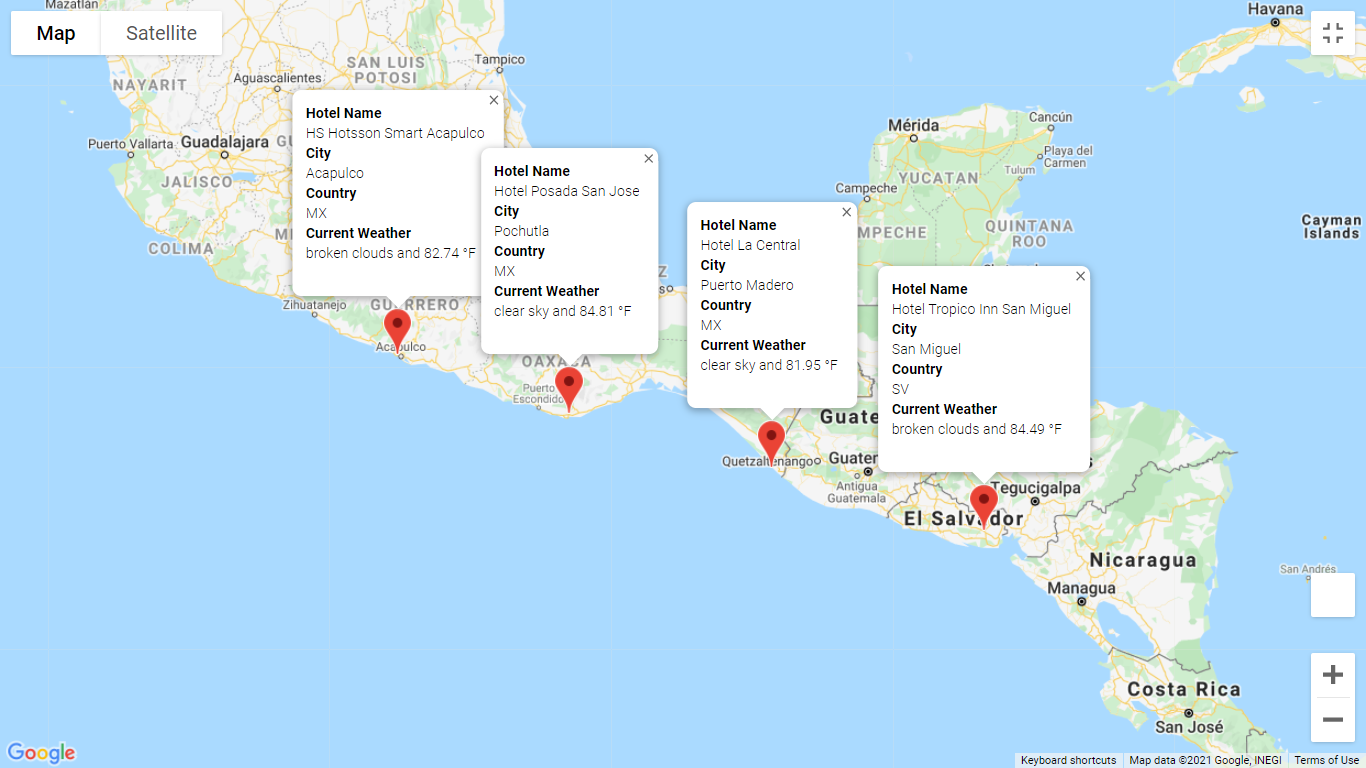 Mazatlán
Map
Satellite
Havana
SAN LUIS
POTOSI
Tampico
NAYARIT
Aguascalientes
Puerto Vallarta
Guadalajara
GU
JALISCO
COLIMA
MI
Hotel Name
HS Hotsson Smart Acapulco
City
Acapulco
Country
MX
Current Weather
broken clouds and 82.74 °F
Hotel Name
Hotel Posada San Jose
City
Pochutla
Country
MX
Current Weather
clear sky and 84.81 °F
Mérida
Cancún
Playa del
Carmen
Tulum
YUCATAN
Campeche
MPECHE
QUINTANA
ROO
Cayman
Islands
Hotel Name
Hotel La Central
City
Puerto Madero
Country
MX
Current Weather
clear sky and 81.95 °F
Hotel Name
Hotel Tropico Inn San Miguel
City
San Miguel
Country
SV
Current Weather
broken clouds and 84.49 °F
Zihuatanejo
GUERRERO
Acapulco
OAXACA
Puerto
Escondido
Guate
Quetzaltenango
Guatem
Antigua
Guatemala
Tegucigalpa
El Salvador
Nicaragua
Managua
San Andrés
Costa Rica
San José
Google
Keyboard shortcuts
Map data ©2021 Google, INEGI
Terms of Use